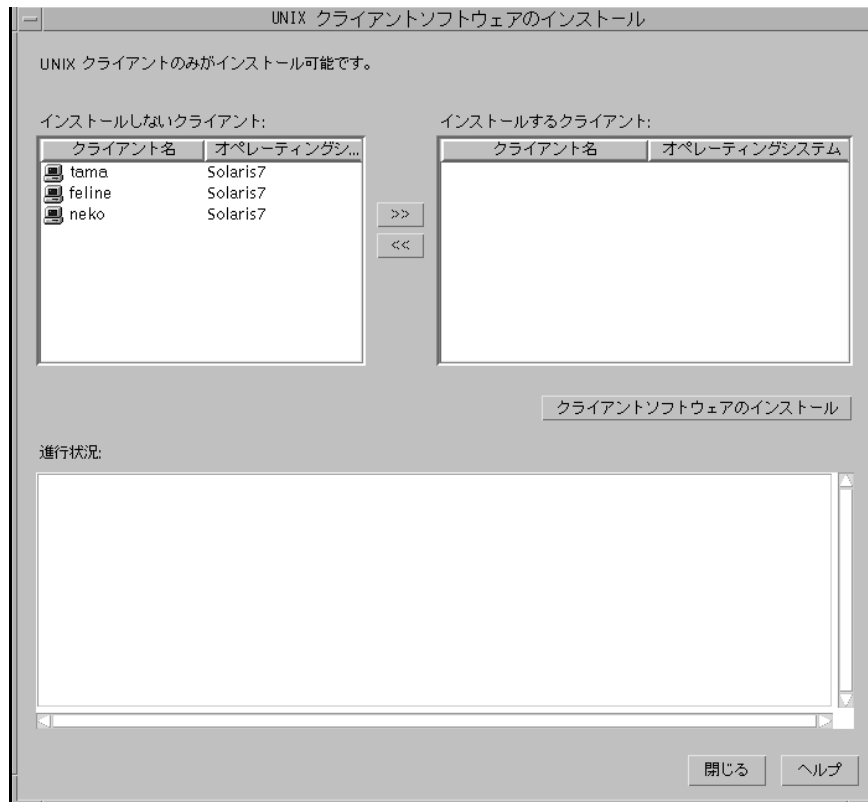 UNIX クライアントソフトウェアのインストール
UNIX クライアントのみがインストール可能です。
インストールしないクライアント:
クライアント名 オペレーティングシ...
tama Solaris7
feline Solaris7
neko Solaris7
>>
<<
インストールするクライアント:
クライアント名 オペレーティングシステム
クライアントソフトウェアのインストール
進行状況:
閉じる ヘルプ